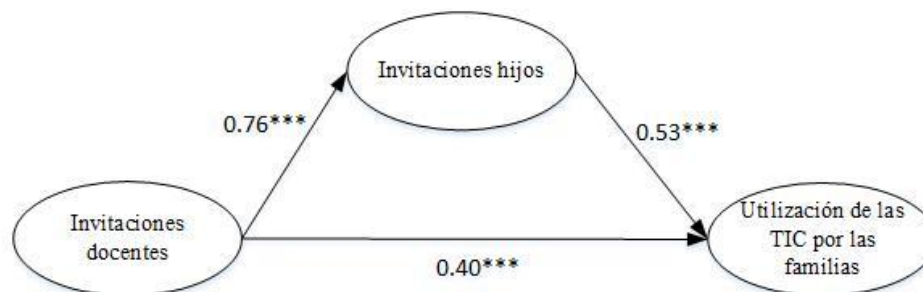 Invitaciones hijos
0.76***
0.53***
Invitaciones
docentes
0.40***
Utilización de las
TIC por las
familias